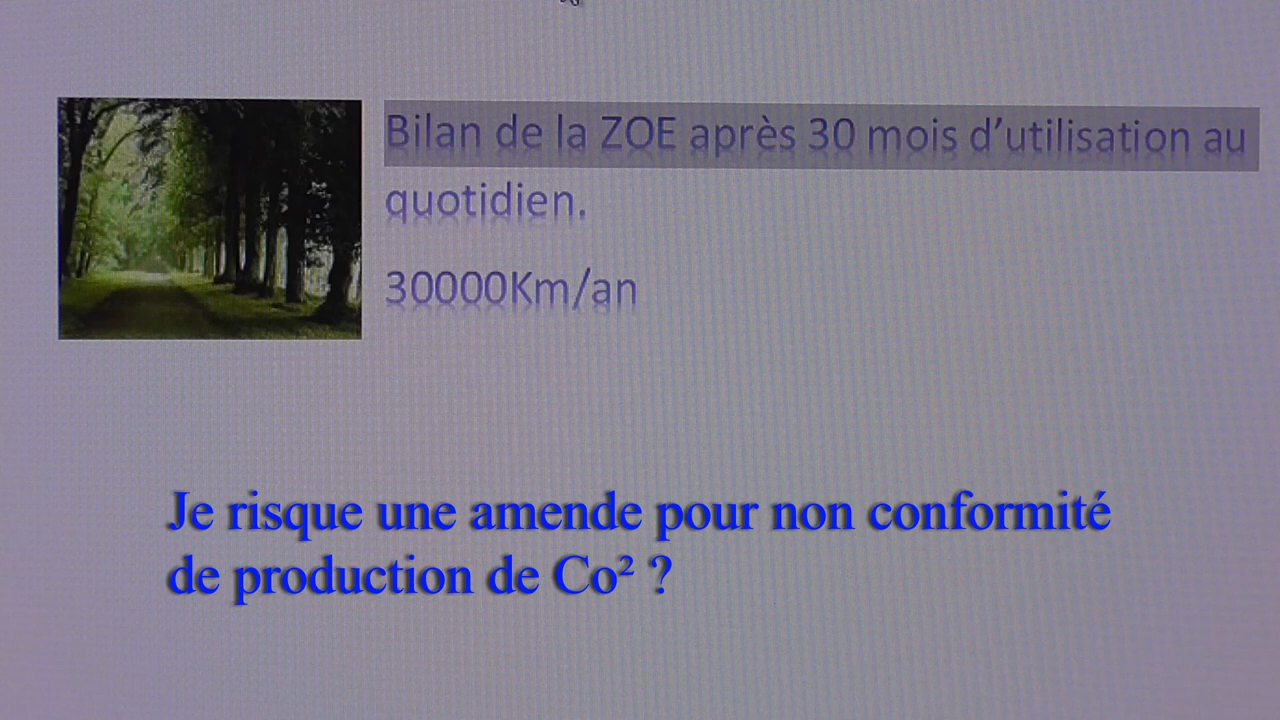 Bilan de la ZOE après 30 mois d’utilisation au
quotidien.
30000Km/an
Je risque une amende pour non conformité
de production de Co² ?